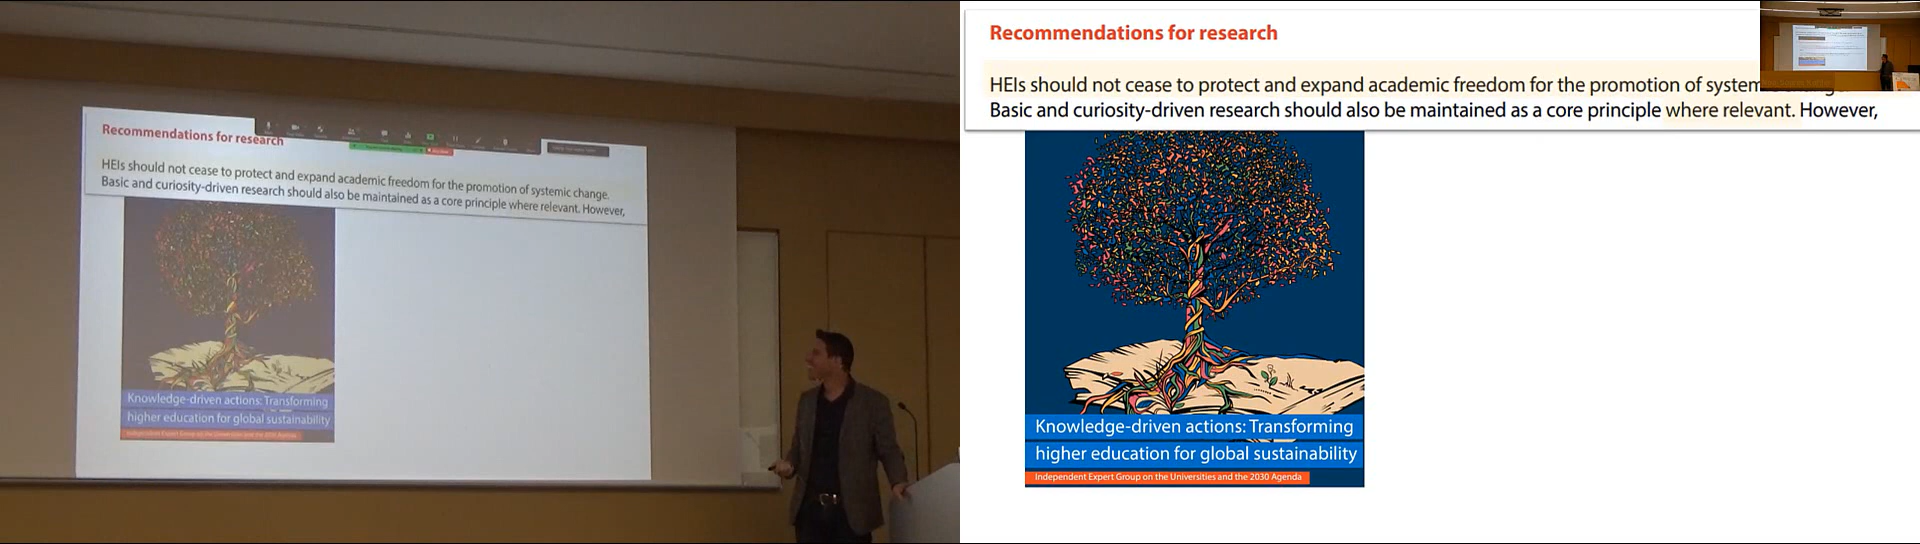 Recommendations for research
HEIs should not cease to protect and expand academic freedom for the promotion of systemic change.
Basic and curiosity-driven research should also be maintained as a core principle where relevant. However,
Knowledge-driven actions: Transforming
higher education for global sustainability
Independent Expert Group on the Universities and the 2030 Agenda
Recommendations for research
HEIs should not cease to protect and expand academic freedom for the promotion of system
Basic and curiosity-driven research should also be maintained as a core principle where relevant. However,
Knowledge-driven actions: Transforming
higher education for global sustainability
Independent Expert Group on the Universities and the 2030 Agenda